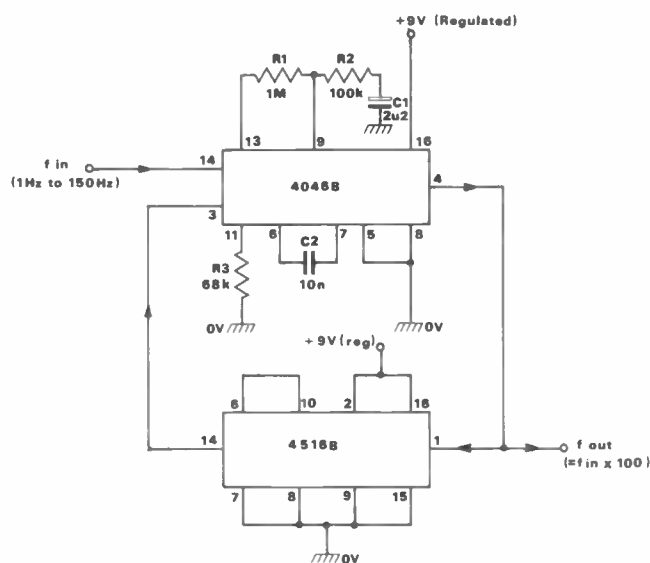 +9V (Regulated)
R1
R2
1M
100k
C1
2u2
13
9
16
f in
(1Hz to 150Hz)
14
4046B
4
3
11
6
7
5
8
C2
10n
R3
68k
0V
0V
+9V (reg)
6
10
2
16
14
4516B
1
f out
(=fin x 100)
7
8
9
15
0V